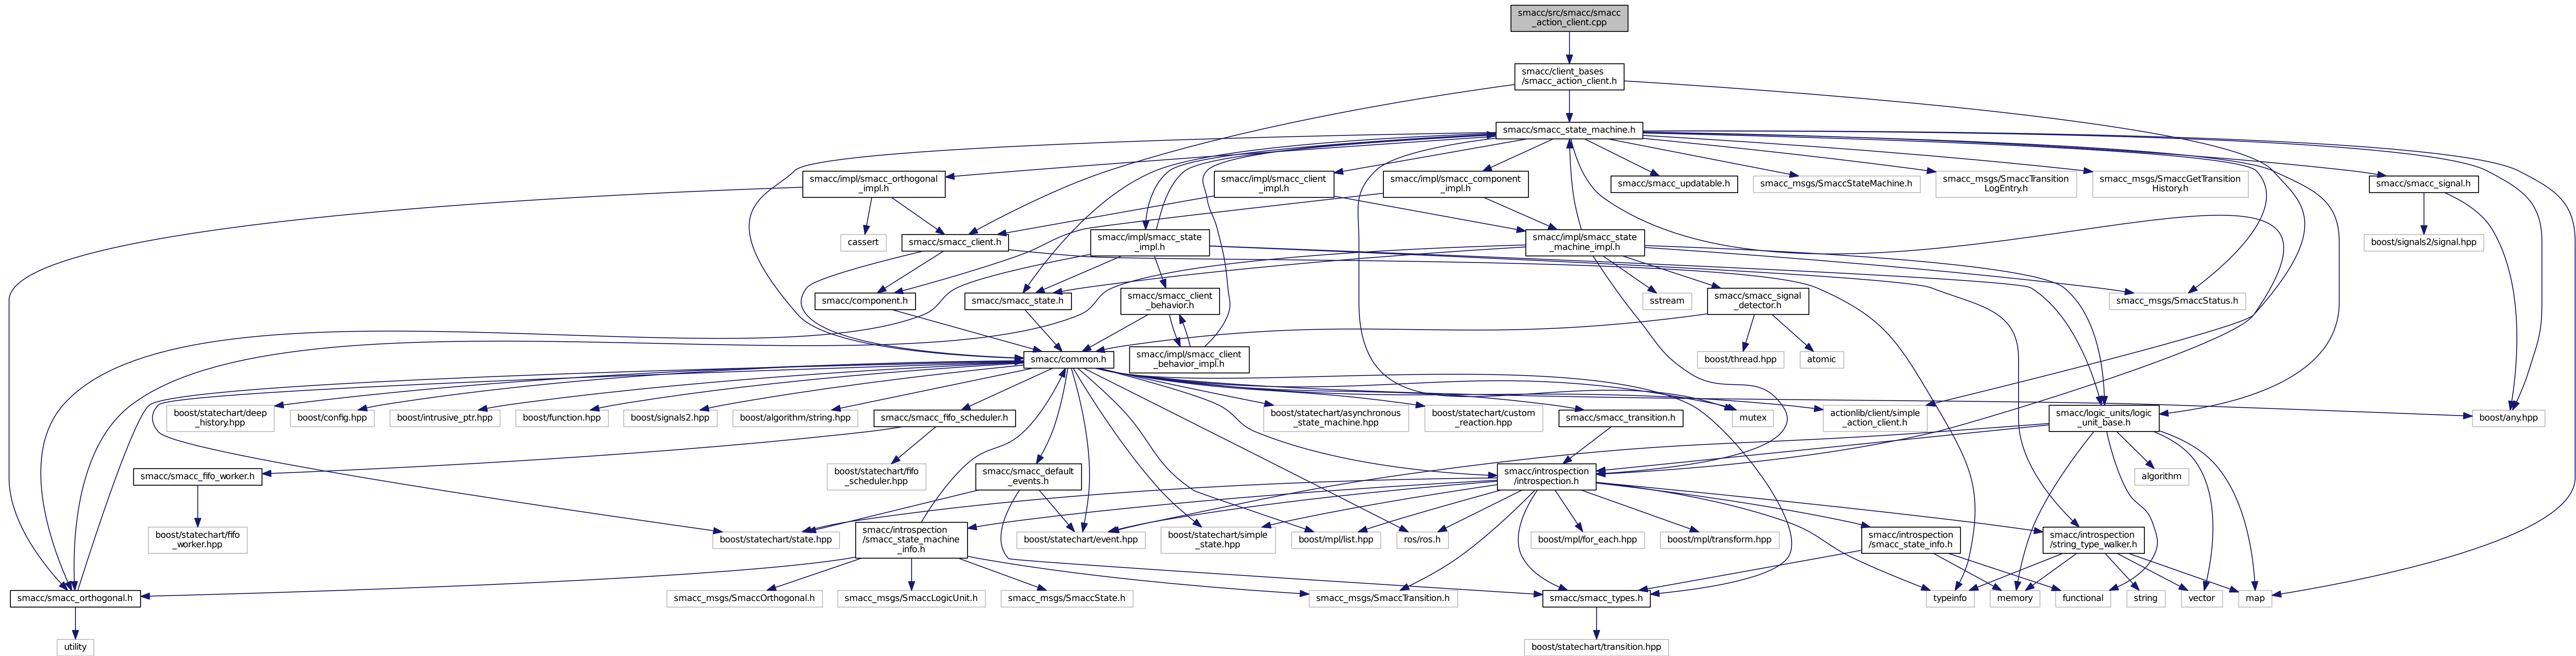 smacc/src/smacc/smacc
_action_client.cpp
smacc/client_bases
/smacc_action_client.h
smacc/smacc_state_machine.h
smacc/impl/smacc_orthogonal
_impl.h
smacc/impl/smacc_client
_impl.h
smacc/impl/smacc_component
_impl.h
smacc/smacc_updatable.h
smacc_msgs/SmaccStateMachine.h
smacc_msgs/SmaccTransition
LogEntry.h
smacc_msgs/SmaccGetTransition
History.h
smacc/smacc_signal.h
cassert
smacc/smacc_client.h
smacc/impl/smacc_state
_impl.h
smacc/impl/smacc_state
_machine_impl.h
boost/signals2/signal.hpp
smacc/component.h
smacc/smacc_state.h
smacc/smacc_client
_behavior.h
sstream
smacc/smacc_signal
_detector.h
smacc_msgs/SmaccStatus.h
smacc/common.h
smacc/impl/smacc_client
_behavior_impl.h
boost/thread.hpp
atomic
boost/statechart/deep
_history.hpp
boost/config.hpp
boost/intrusive_ptr.hpp
boost/function.hpp
boost/signals2.hpp
boost/algorithm/string.hpp
smacc/smacc_fifo_scheduler.h
boost/statechart/asynchronous
_state_machine.hpp
boost/statechart/custom
_reaction.hpp
smacc/smacc_transition.h
mutex
actionlib/client/simple
_action_client.h
smacc/logic_units/logic
_unit_base.h
boost/any.hpp
smacc/smacc_fifo_worker.h
boost/statechart/fifo
_scheduler.hpp
smacc/smacc_default
_events.h
smacc/introspection
/introspection.h
algorithm
boost/statechart/fifo
_worker.hpp
boost/statechart/state.hpp
smacc/introspection
/smacc_state_machine
_info.h
boost/statechart/event.hpp
boost/statechart/simple
_state.hpp
boost/mpl/list.hpp
ros/ros.h
boost/mpl/for_each.hpp
boost/mpl/transform.hpp
smacc/introspection
/smacc_state_info.h
smacc/introspection
/string_type_walker.h
smacc/smacc_orthogonal.h
smacc_msgs/SmaccOrthogonal.h
smacc_msgs/SmaccLogicUnit.h
smacc_msgs/SmaccState.h
smacc_msgs/SmaccTransition.h
smacc/smacc_types.h
typeinfo
memory
functional
string
vector
map
utility
boost/statechart/transition.hpp